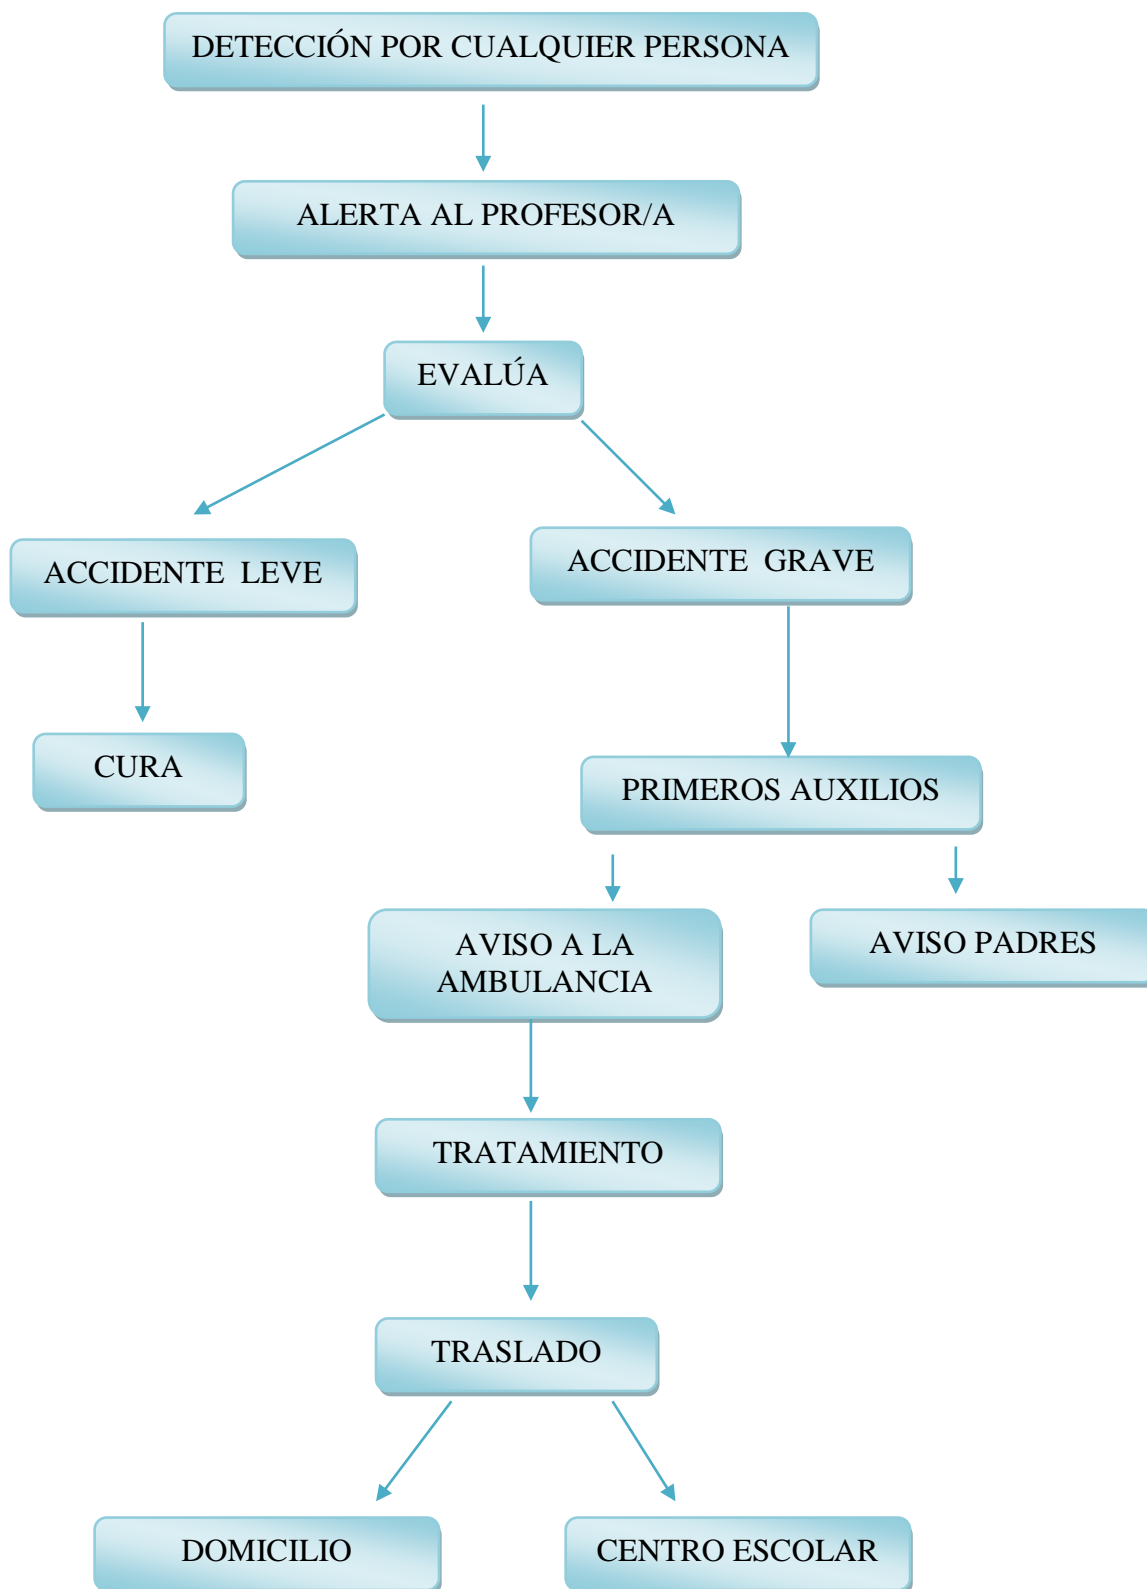 DETECCIÓN POR CUALQUIER PERSONA
ALERTA AL PROFESOR/A
EVALÚA
ACCIDENTE LEVE
ACCIDENTE GRAVE
CURA
PRIMEROS AUXILIOS
AVISO A LA
AMBULANCIA
AVISO PADRES
TRATAMIENTO
TRASLADO
DOMICILIO
CENTRO ESCOLAR